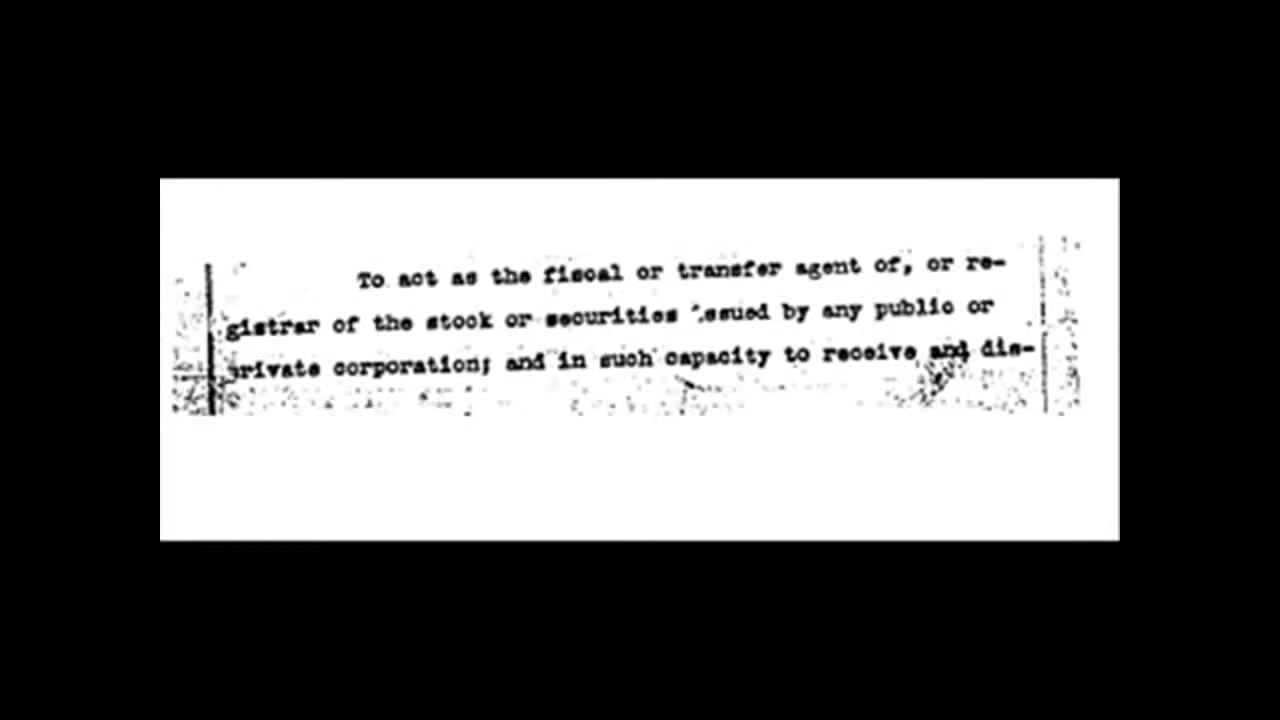 To act as the fiscal or transfer agent of, or re-
gistrar of the stock or securities issued by any public or
private corporation; and in such capacity to receive and dis-